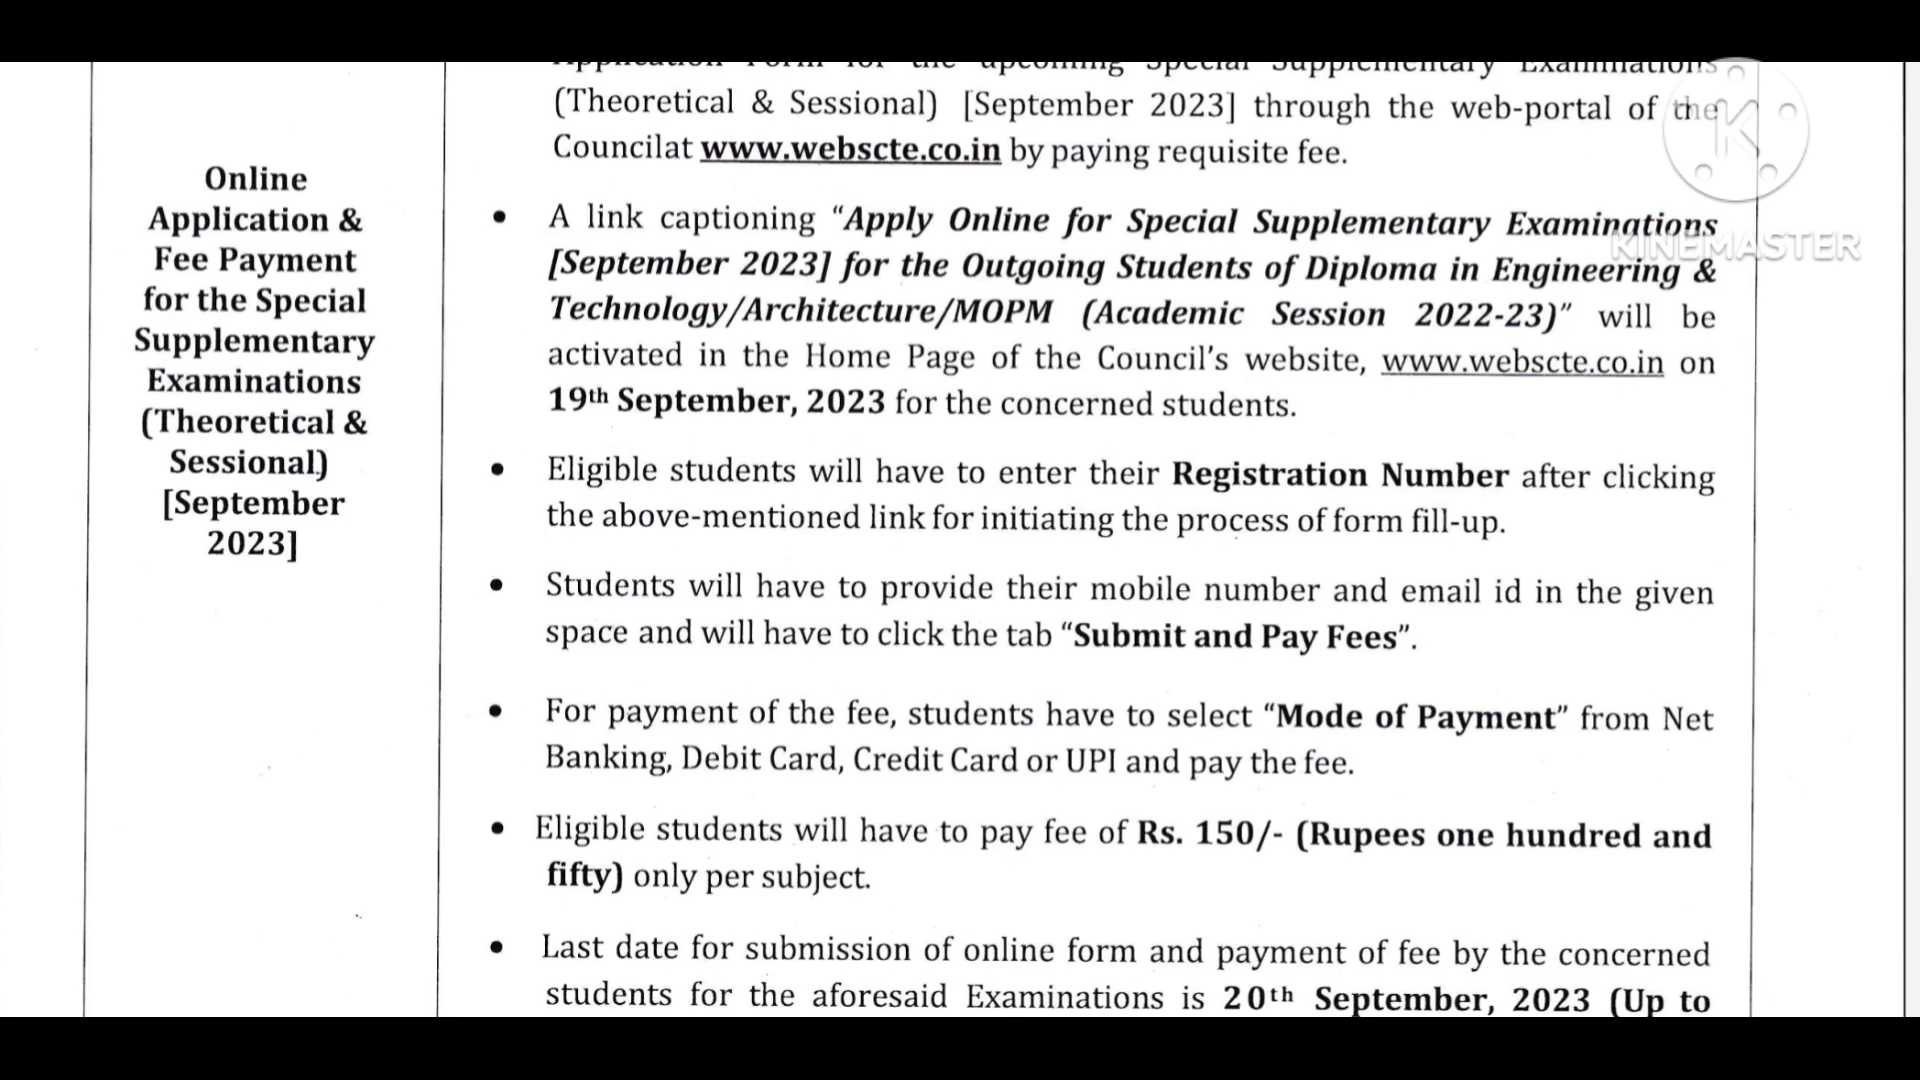 Online
Application &
Fee Payment
for the Special
Supplementary
Examinations
(Theoretical &
Sessional)
[September
2023]
Application Form for the upcoming Special Supplementary Examinations
(Theoretical & Sessional) [September 2023] through the web-portal of the
Councilat www.webscte.co.in by paying requisite fee.
• A link captioning “Apply Online for Special Supplementary Examinations
[September 2023] for the Outgoing Students of Diploma in Engineering &
Technology/Architecture/MOPM (Academic Session 2022-23)” will be
activated in the Home Page of the Council’s website, www.webscte.co.in on
19th September, 2023 for the concerned students.
• Eligible students will have to enter their Registration Number after clicking
the above-mentioned link for initiating the process of form fill-up.
• Students will have to provide their mobile number and email id in the given
space and will have to click the tab “Submit and Pay Fees”.
• For payment of the fee, students have to select “Mode of Payment” from Net
Banking, Debit Card, Credit Card or UPI and pay the fee.
• Eligible students will have to pay fee of Rs. 150/- (Rupees one hundred and
fifty) only per subject.
• Last date for submission of online form and payment of fee by the concerned
students for the aforesaid Examinations is 20th September, 2023 (Up to
K
KINEMASTER